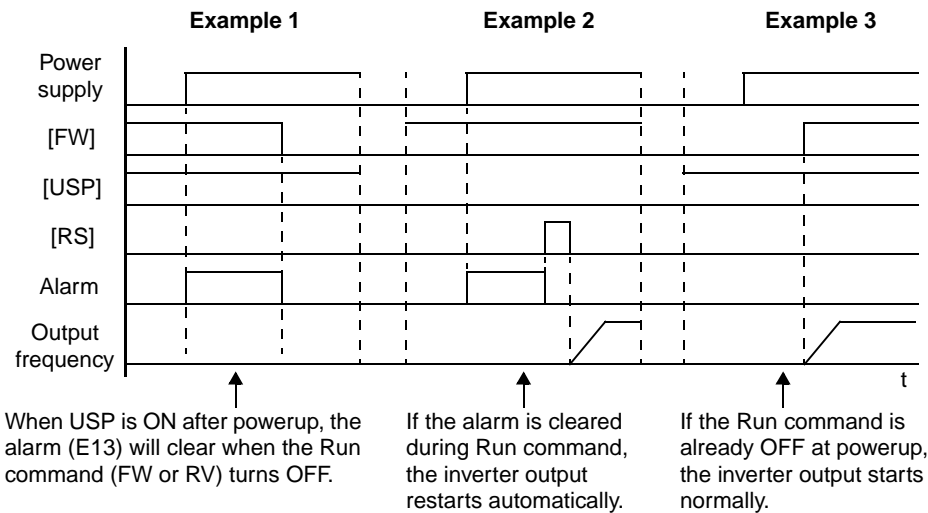 Example 1
Example 2
Example 3
Power
supply
[FW]
[USP]
[RS]
Alarm
Output
frequency
t
When USP is ON after powerup, the
alarm (E13) will clear when the Run
command (FW or RV) turns OFF.
If the alarm is cleared
during Run command,
the inverter output
restarts automatically.
If the Run command is
already OFF at powerup,
the inverter output starts
normally.